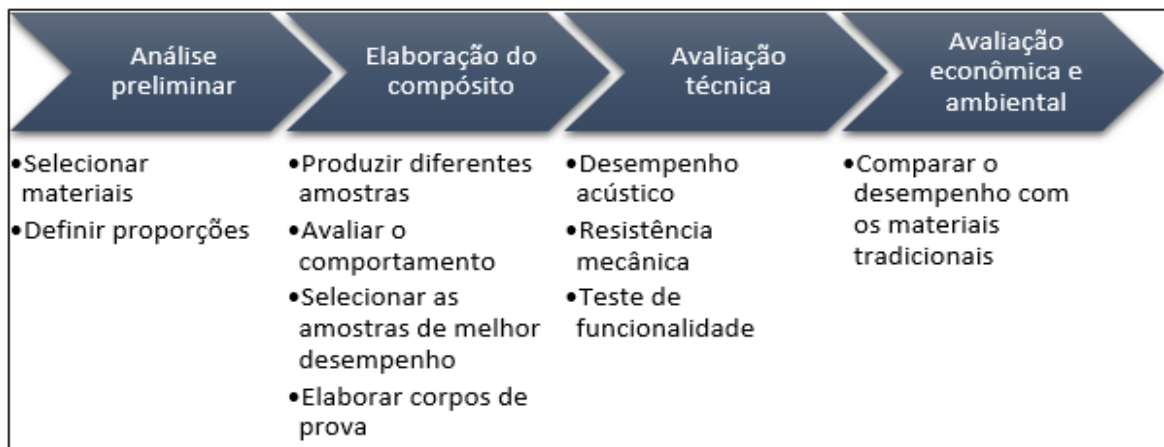 Análise
preliminar
•Selecionar
materiais
•Definir proporções
Elaboração do
compósito
•Produzir diferentes
amostras
•Avaliar o
comportamento
•Selecionar as
amostras de melhor
desempenho
•Elaborar corpos de
prova
Avaliação
técnica
•Desempenho
acústico
•Resistência
mecânica
•Teste de
funcionalidade
Avaliação
econômica e
ambiental
•Comparar o
desempenho com
os materiais
tradicionais